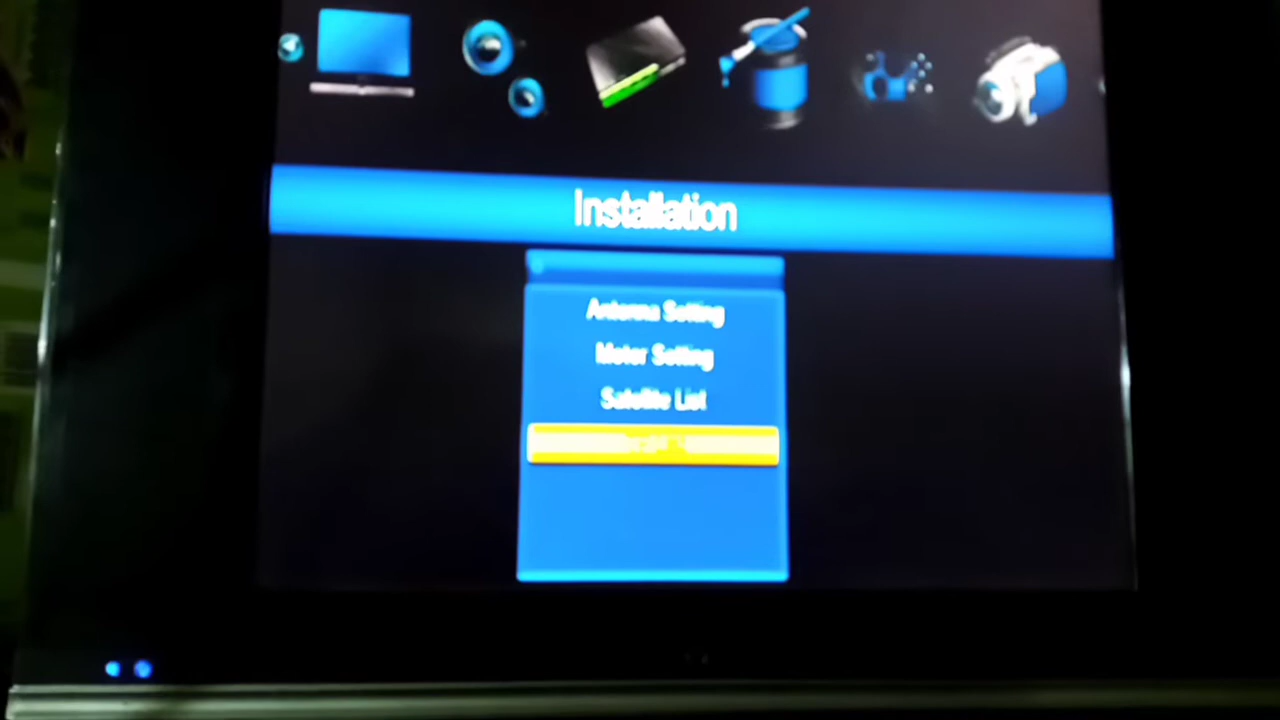 Installation
Antenna Setting
Motor Setting
Satellite List